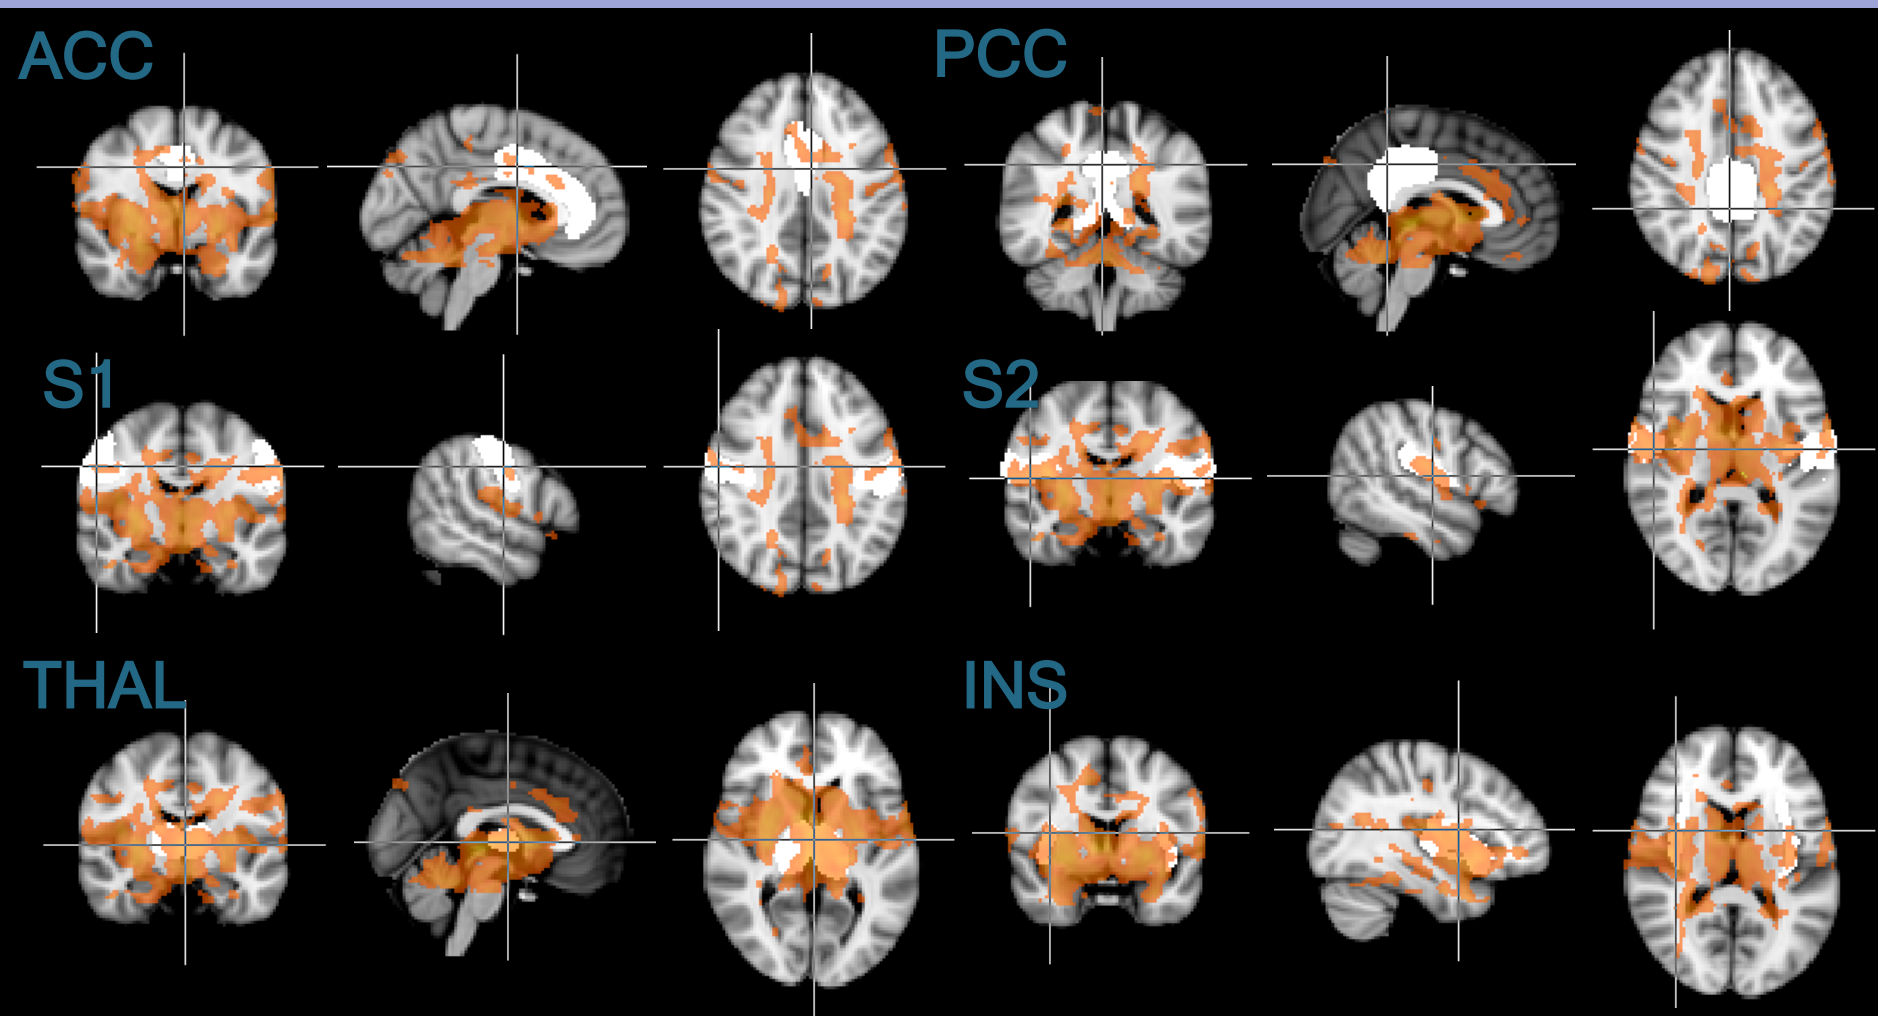 ACC
PCC
S1
S2
THAL
INS